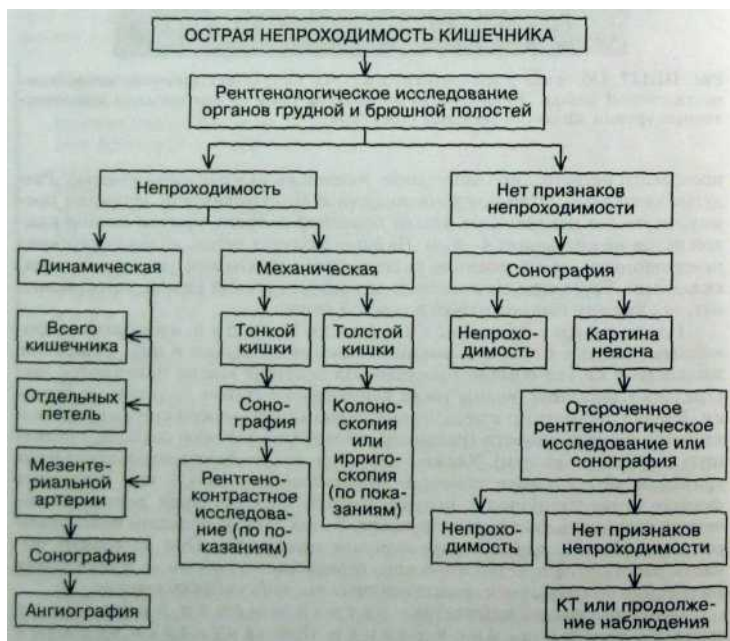 ОСТРАЯ НЕПРОХОДИМОСТЬ КИШЕЧНИКА
Рентгенологическое исследование
органов грудной и брюшной полостей
Непроходимость
Нет признаков
непроходимости
Динамическая
Механическая
Сонография
Всего
кишечника
Тонкой
кишки
Толстой
кишки
Непрохо-
димость
Картина
неясна
Отдельных
петель
Соно-
графия
Колоно-
скопия
или
ирриго-
скопия
(по пока-
заниям)
Отсроченное
рентгенологическое
исследование или
сонография
Мезенте-
риальной
артерии
Рентгено-
контрастное
исследование
(по по-
казаниям)
Непрохо-
димость
Нет признаков
непроходимости
Сонография
Ангиография
КТ или продолже-
ние наблюдения